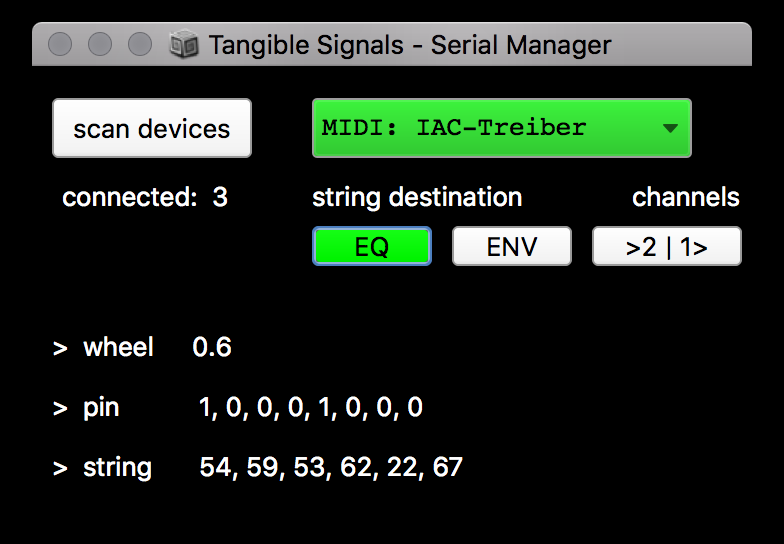 Tangible Signals - Serial Manager
scan devices MIDI: IAC-Treiber
connected: 3 string destination channels
EQ ENV >2 | 1>
> wheel 0.6
> pin 1, 0, 0, 0, 1, 0, 0, 0
> string 54, 59, 53, 62, 22, 67